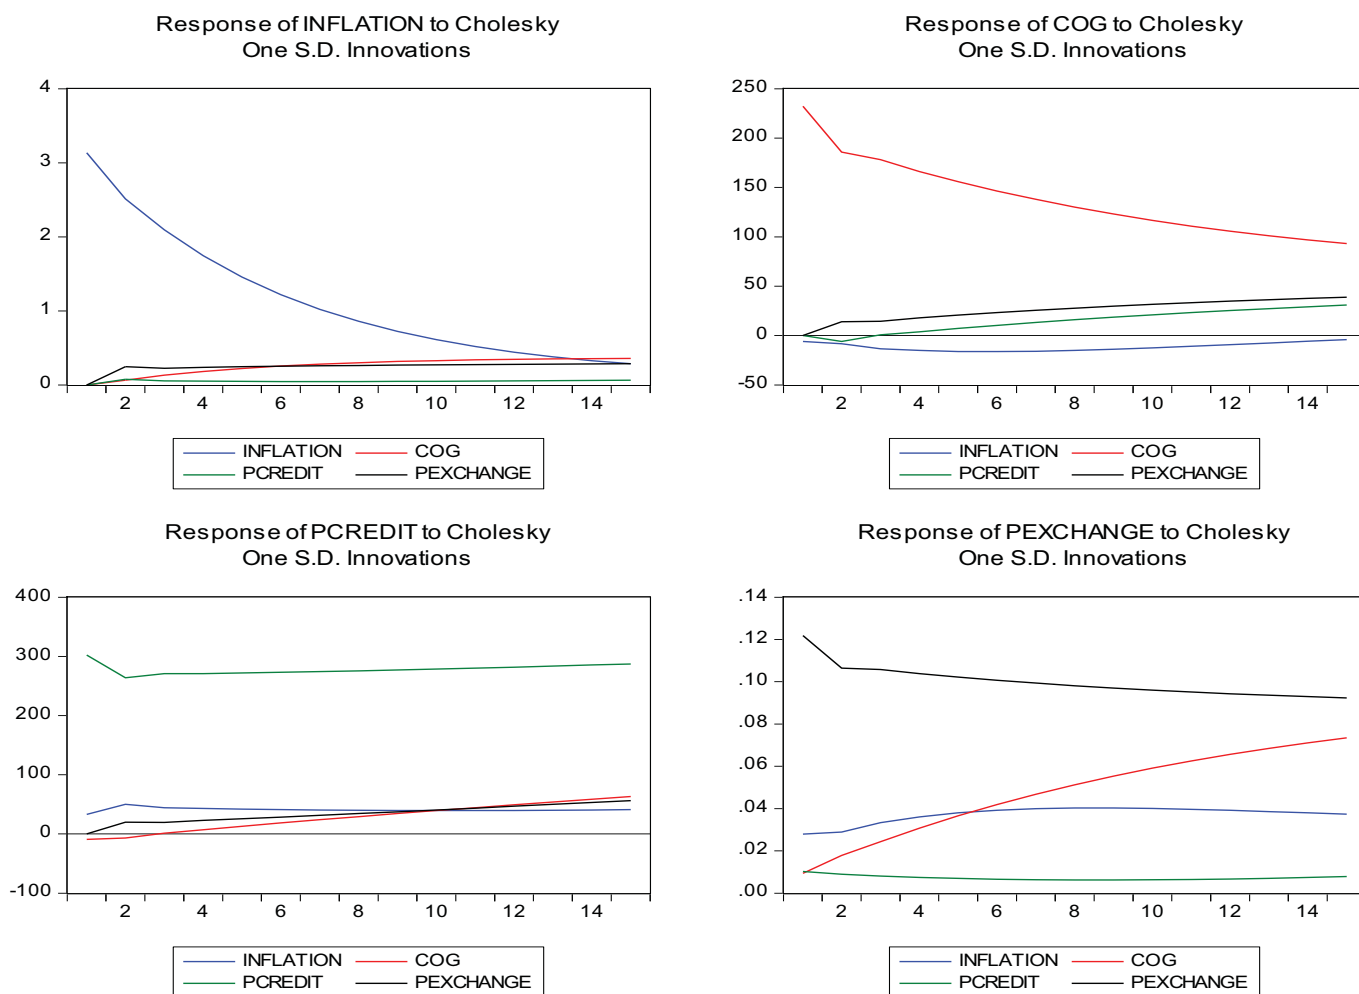 Response of INFLATION to Cholesky
One S.D. Innovations
4
3
2
1
0
2 4 6 8 10 12 14
INFLATION COG
PCREDIT PEXCHANGE
Response of COG to Cholesky
One S.D. Innovations
250
200
150
100
50
0
-50
2 4 6 8 10 12 14
INFLATION COG
PCREDIT PEXCHANGE
Response of PCREDIT to Cholesky
One S.D. Innovations
400
300
200
100
0
-100
2 4 6 8 10 12 14
INFLATION COG
PCREDIT PEXCHANGE
Response of PEXCHANGE to Cholesky
One S.D. Innovations
.14
.12
.10
.08
.06
.04
.02
.00
2 4 6 8 10 12 14
INFLATION COG
PCREDIT PEXCHANGE